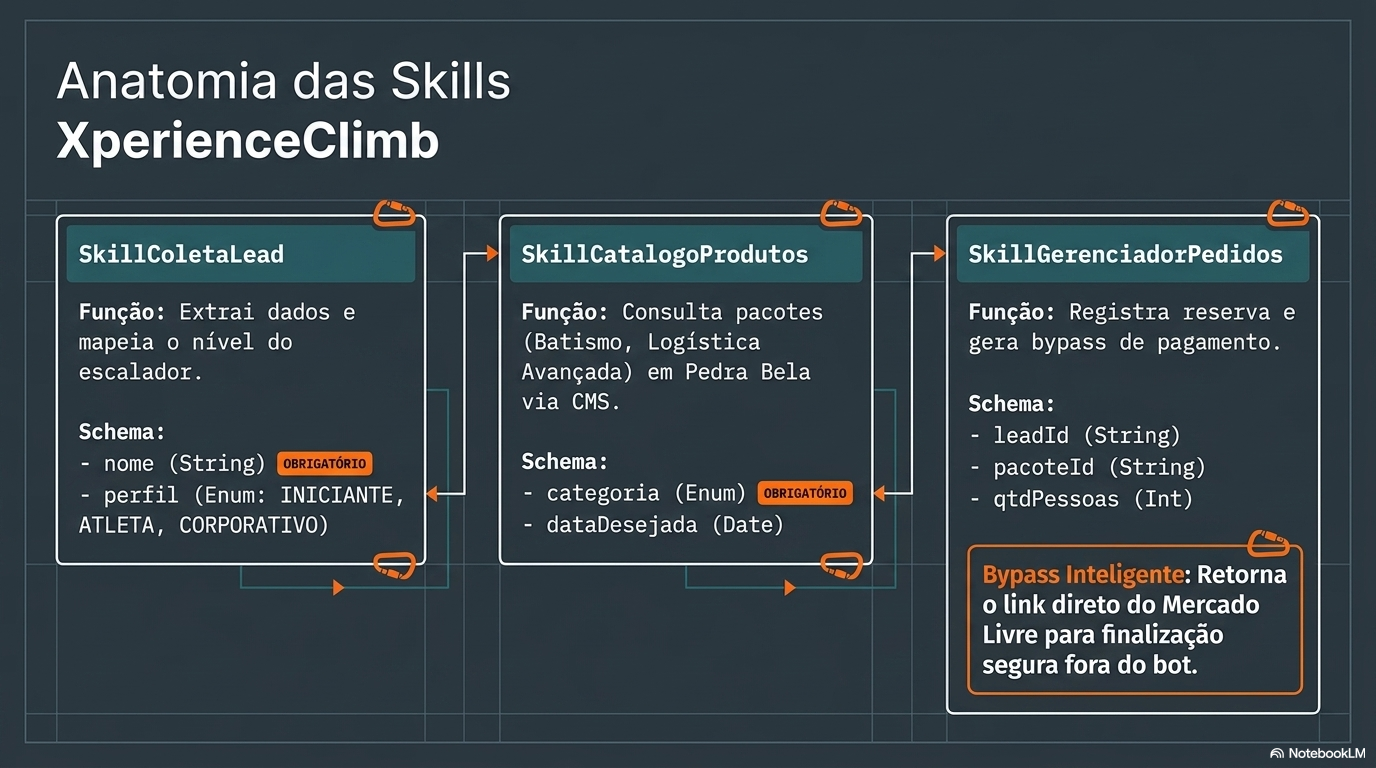 Anatomia das Skills
XperienceClimb
SkillColetaLead
Função: Extrai dados e
mapeia o nível do
escalador.
Schema:
- nome (String) OBRIGATÓRIO
- perfil (Enum: INICIANTE,
ATLETA, CORPORATIVO)
SkillCatalogoProdutos
Função: Consulta pacotes
(Batismo, Logística
Avançada) em Pedra Bela
via CMS.
Schema:
- categoria (Enum) OBRIGATÓRIO
- dataDesejada (Date)
SkillGerenciadorPedidos
Função: Registra reserva e
gera bypass de pagamento.
Schema:
- leadId (String)
- pacoteId (String)
- qtdPessoas (Int)
Bypass Inteligente: Retorna
o link direto do Mercado
Livre para finalização
segura fora do bot.
NotebookLM